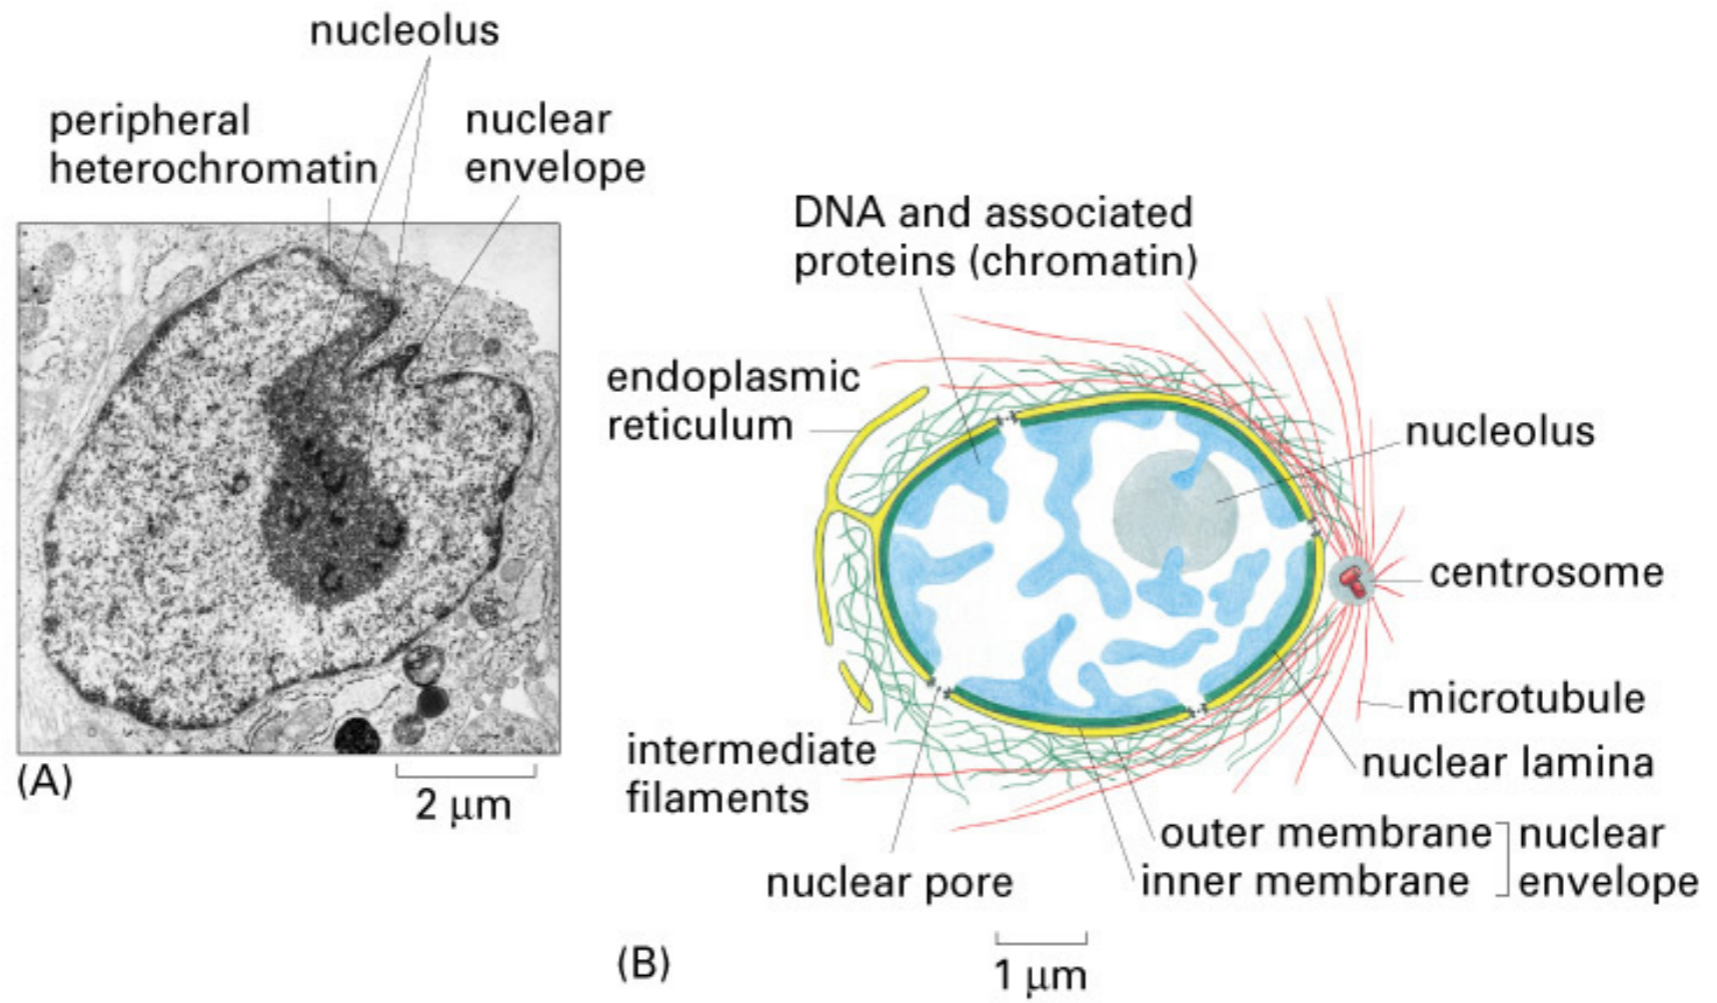 nucleolus
peripheral
heterochromatin
nuclear
envelope
(A)
2 μm
DNA and associated
proteins (chromatin)
endoplasmic
reticulum
nucleolus
centrosome
microtubule
nuclear lamina
intermediate
filaments
outer membrane
inner membrane
nuclear
envelope
nuclear pore
(B)
1 μm